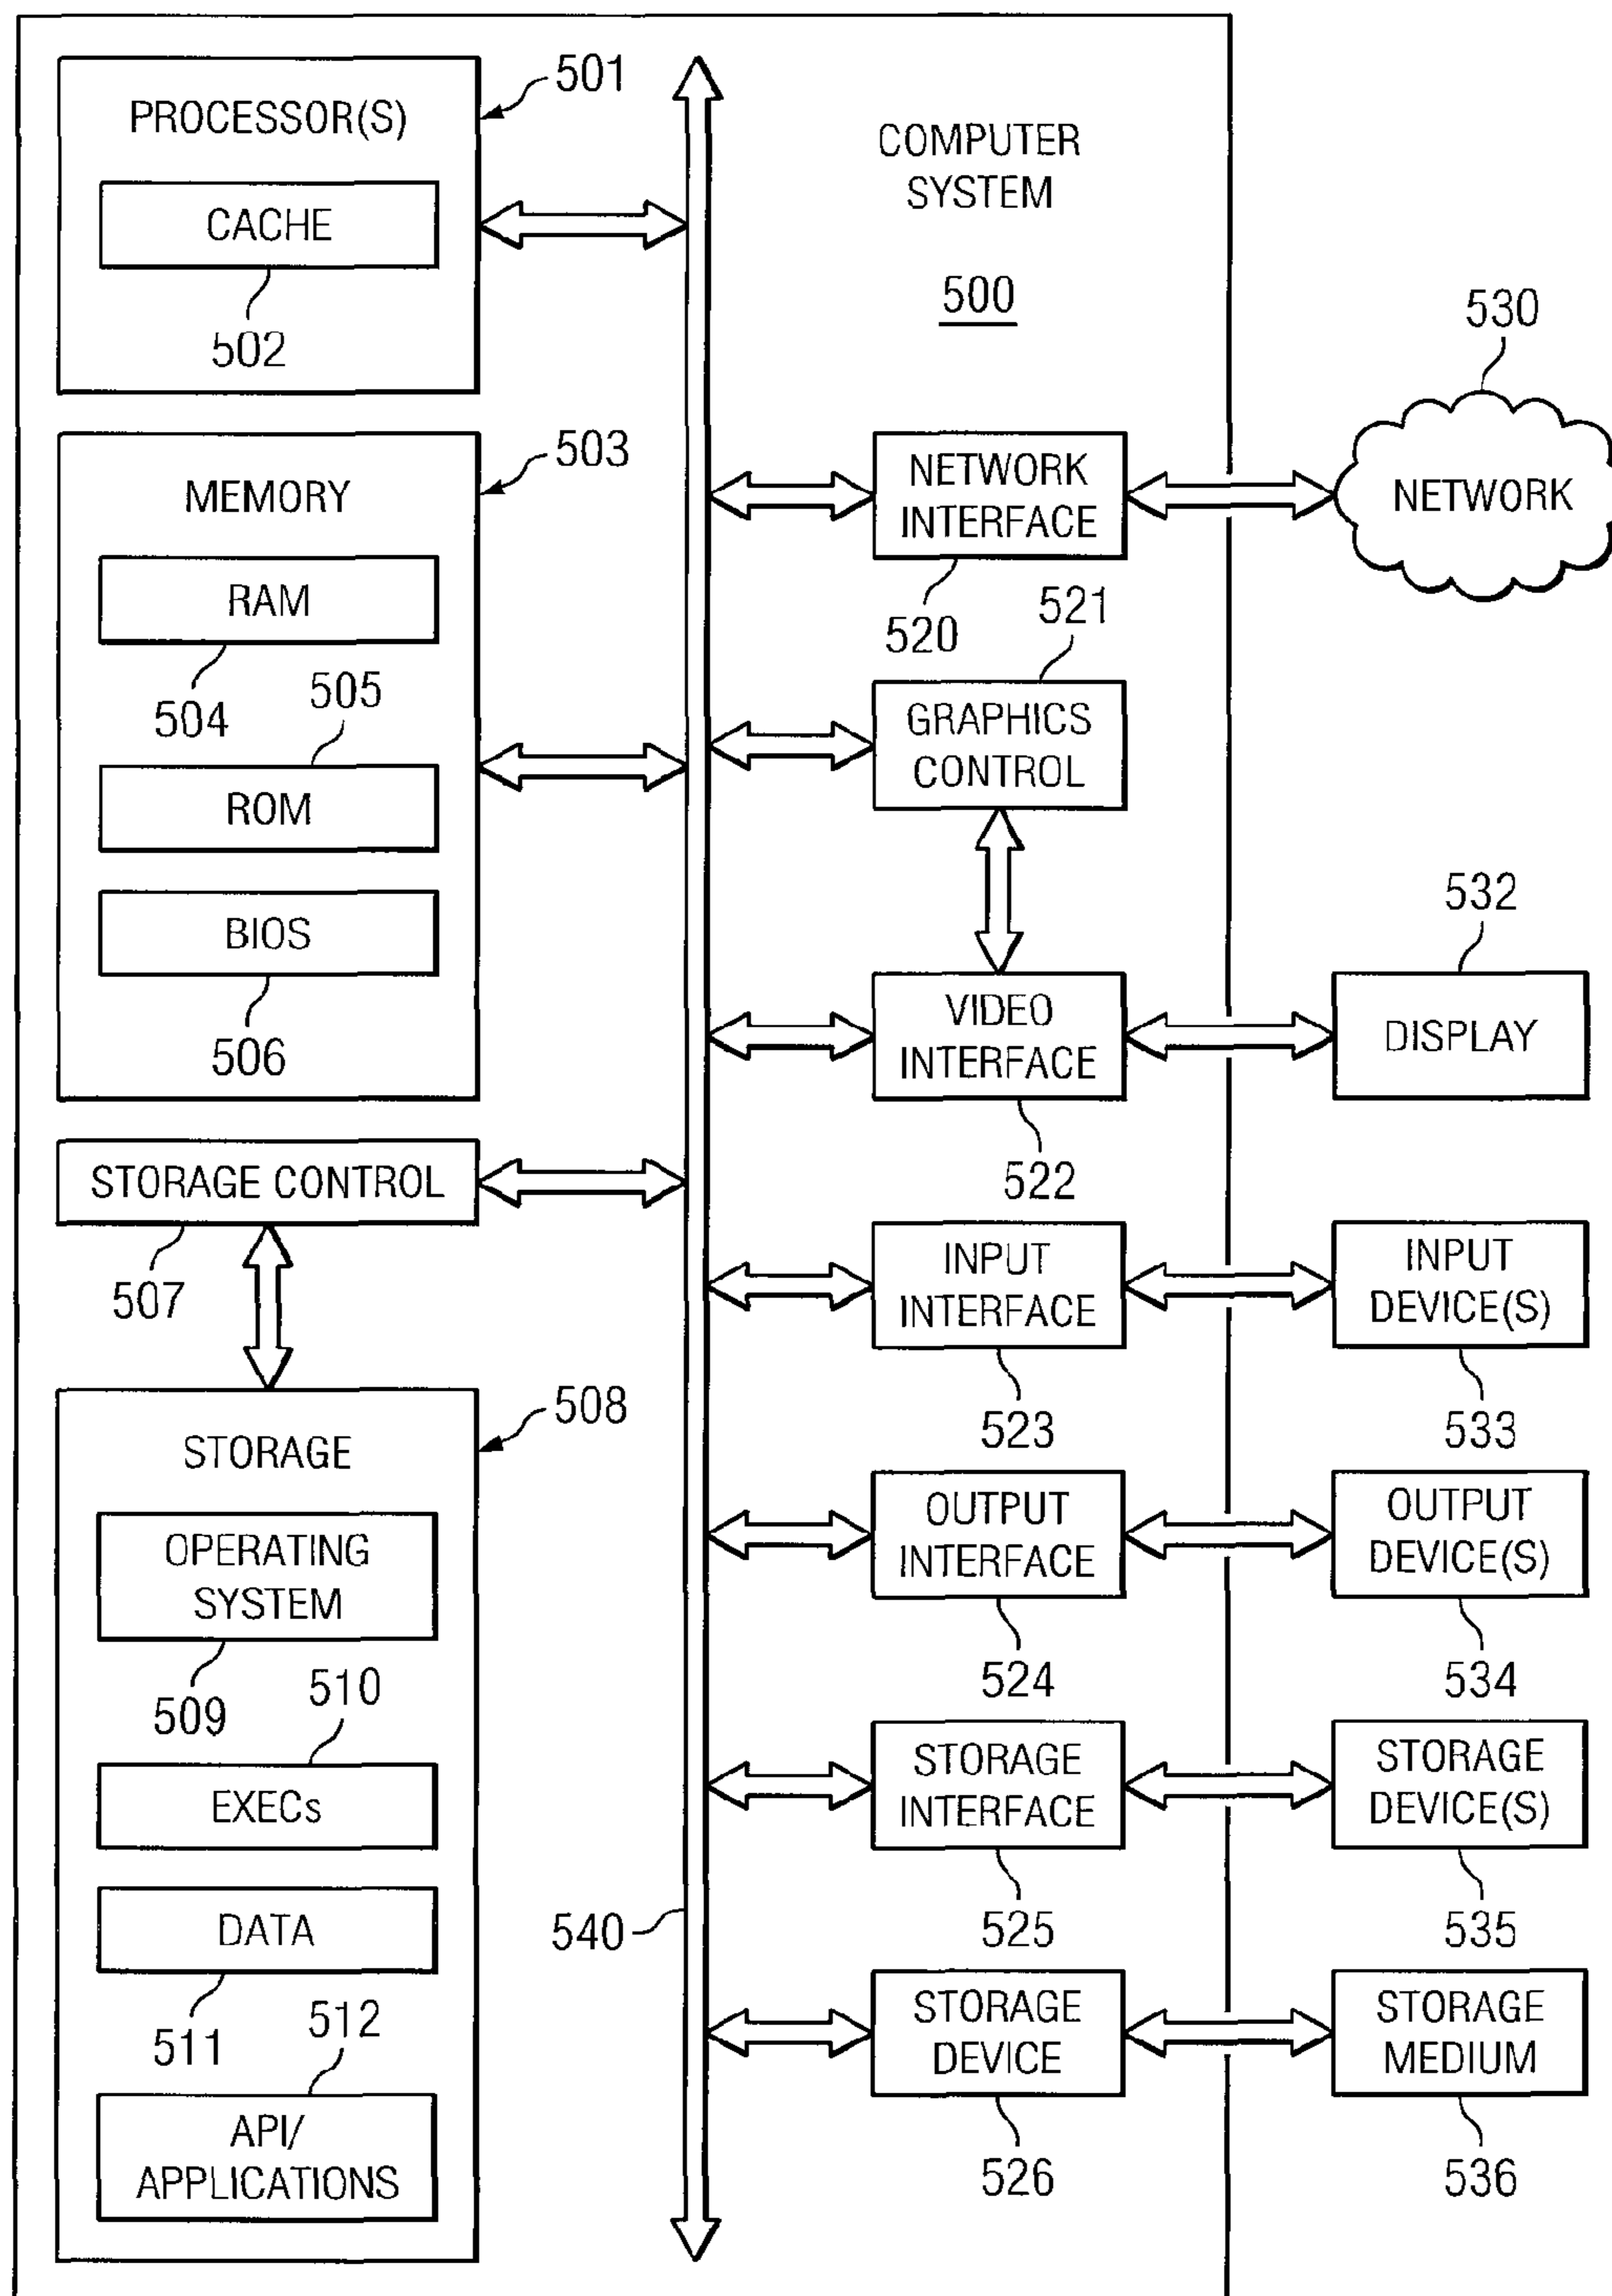 501
PROCESSOR(S)
CACHE
502
COMPUTER
SYSTEM
500
503
MEMORY
RAM
504
505
ROM
BIOS
506
STORAGE CONTROL
507
508
STORAGE
OPERATING
SYSTEM
509
510
EXECs
DATA
511
512
API/
APPLICATIONS
540
NETWORK
INTERFACE
520
530
NETWORK
521
GRAPHICS
CONTROL
VIDEO
INTERFACE
522
532
DISPLAY
INPUT
INTERFACE
523
INPUT
DEVICE(S)
533
OUTPUT
INTERFACE
524
OUTPUT
DEVICE(S)
534
STORAGE
INTERFACE
525
STORAGE
DEVICE(S)
535
STORAGE
DEVICE
526
STORAGE
MEDIUM
536